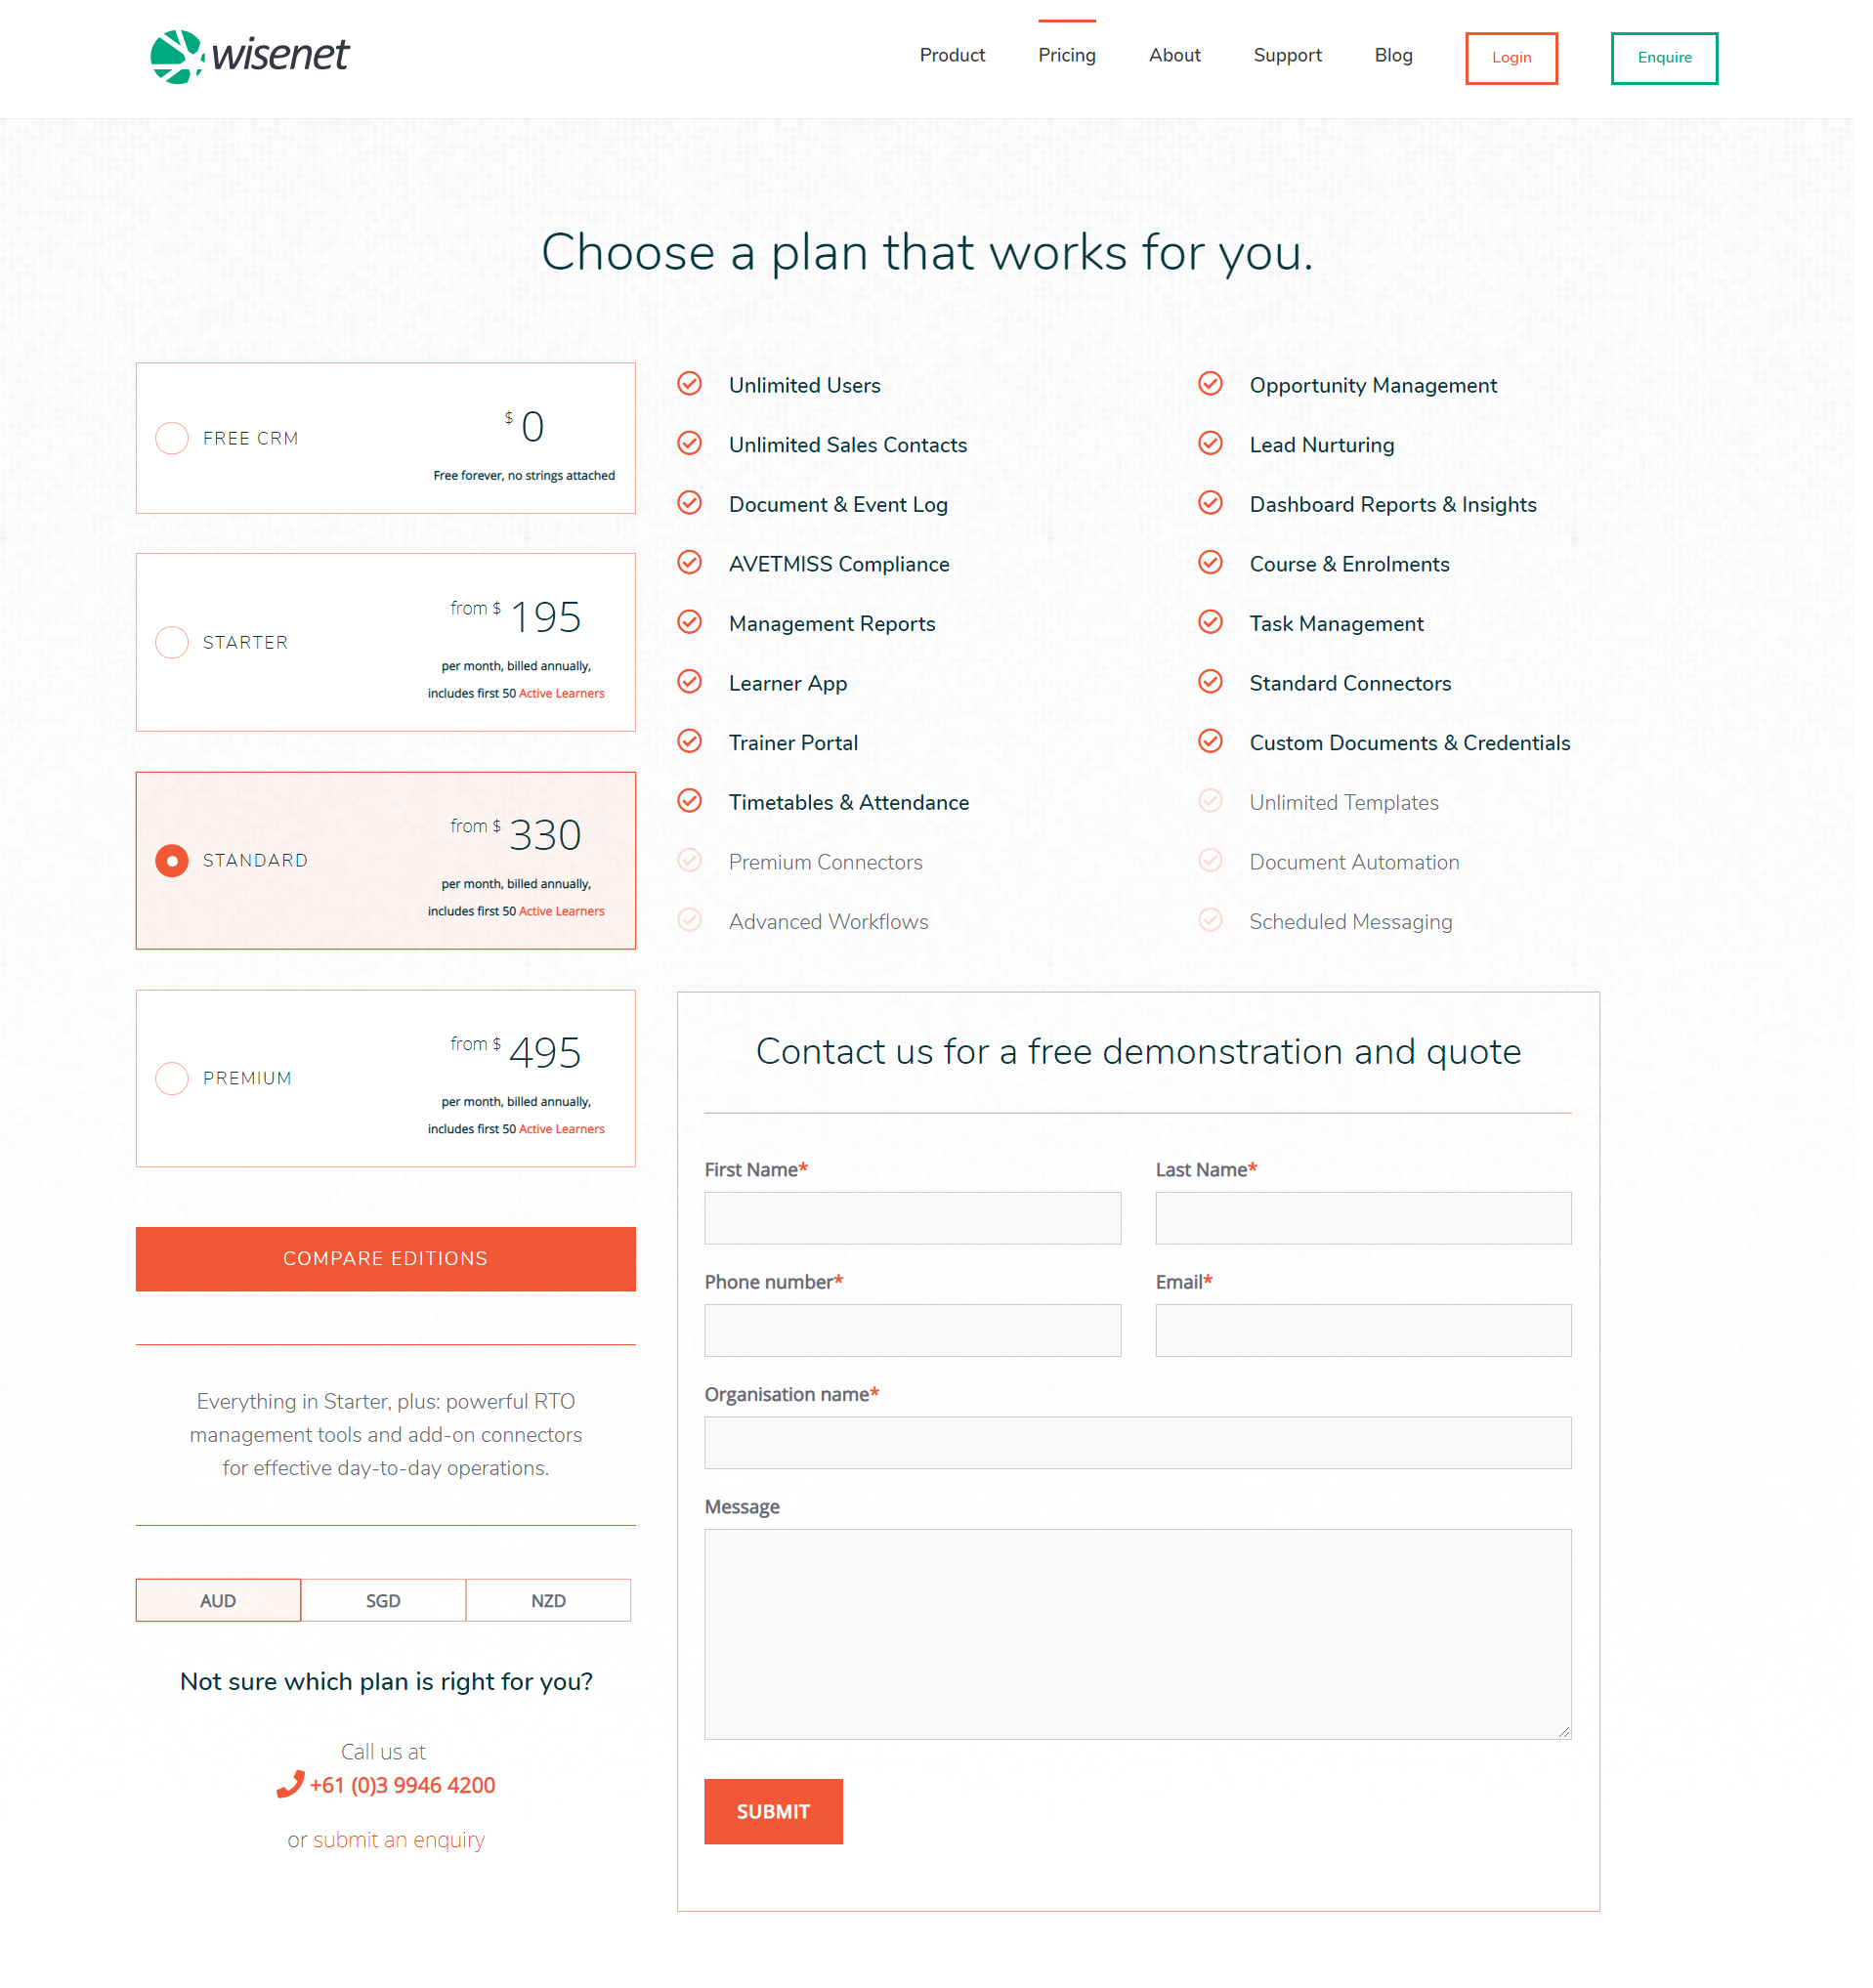 wisenet
Product
Pricing
About
Support
Blog
Login
Enquire
Choose a plan that works for you.
FREE CRM
$ 0
Free forever, no strings attached
STARTER
from $ 195
per month, billed annually,
includes first 50 Active Learners
STANDARD
from $ 330
per month, billed annually,
includes first 50 Active Learners
PREMIUM
from $ 495
per month, billed annually,
includes first 50 Active Learners
COMPARE EDITIONS
Everything in Starter, plus: powerful RTO
management tools and add-on connectors
for effective day-to-day operations.
AUD
SGD
NZD
Not sure which plan is right for you?
Call us at
+61 (0)3 9946 4200
or submit an enquiry
Unlimited Users
Unlimited Sales Contacts
Document & Event Log
AVETMISS Compliance
Management Reports
Learner App
Trainer Portal
Timetables & Attendance
Premium Connectors
Advanced Workflows
Opportunity Management
Lead Nurturing
Dashboard Reports & Insights
Course & Enrolments
Task Management
Standard Connectors
Custom Documents & Credentials
Unlimited Templates
Document Automation
Scheduled Messaging
Contact us for a free demonstration and quote
First Name*
Last Name*
Phone number*
Email*
Organisation name*
Message
SUBMIT